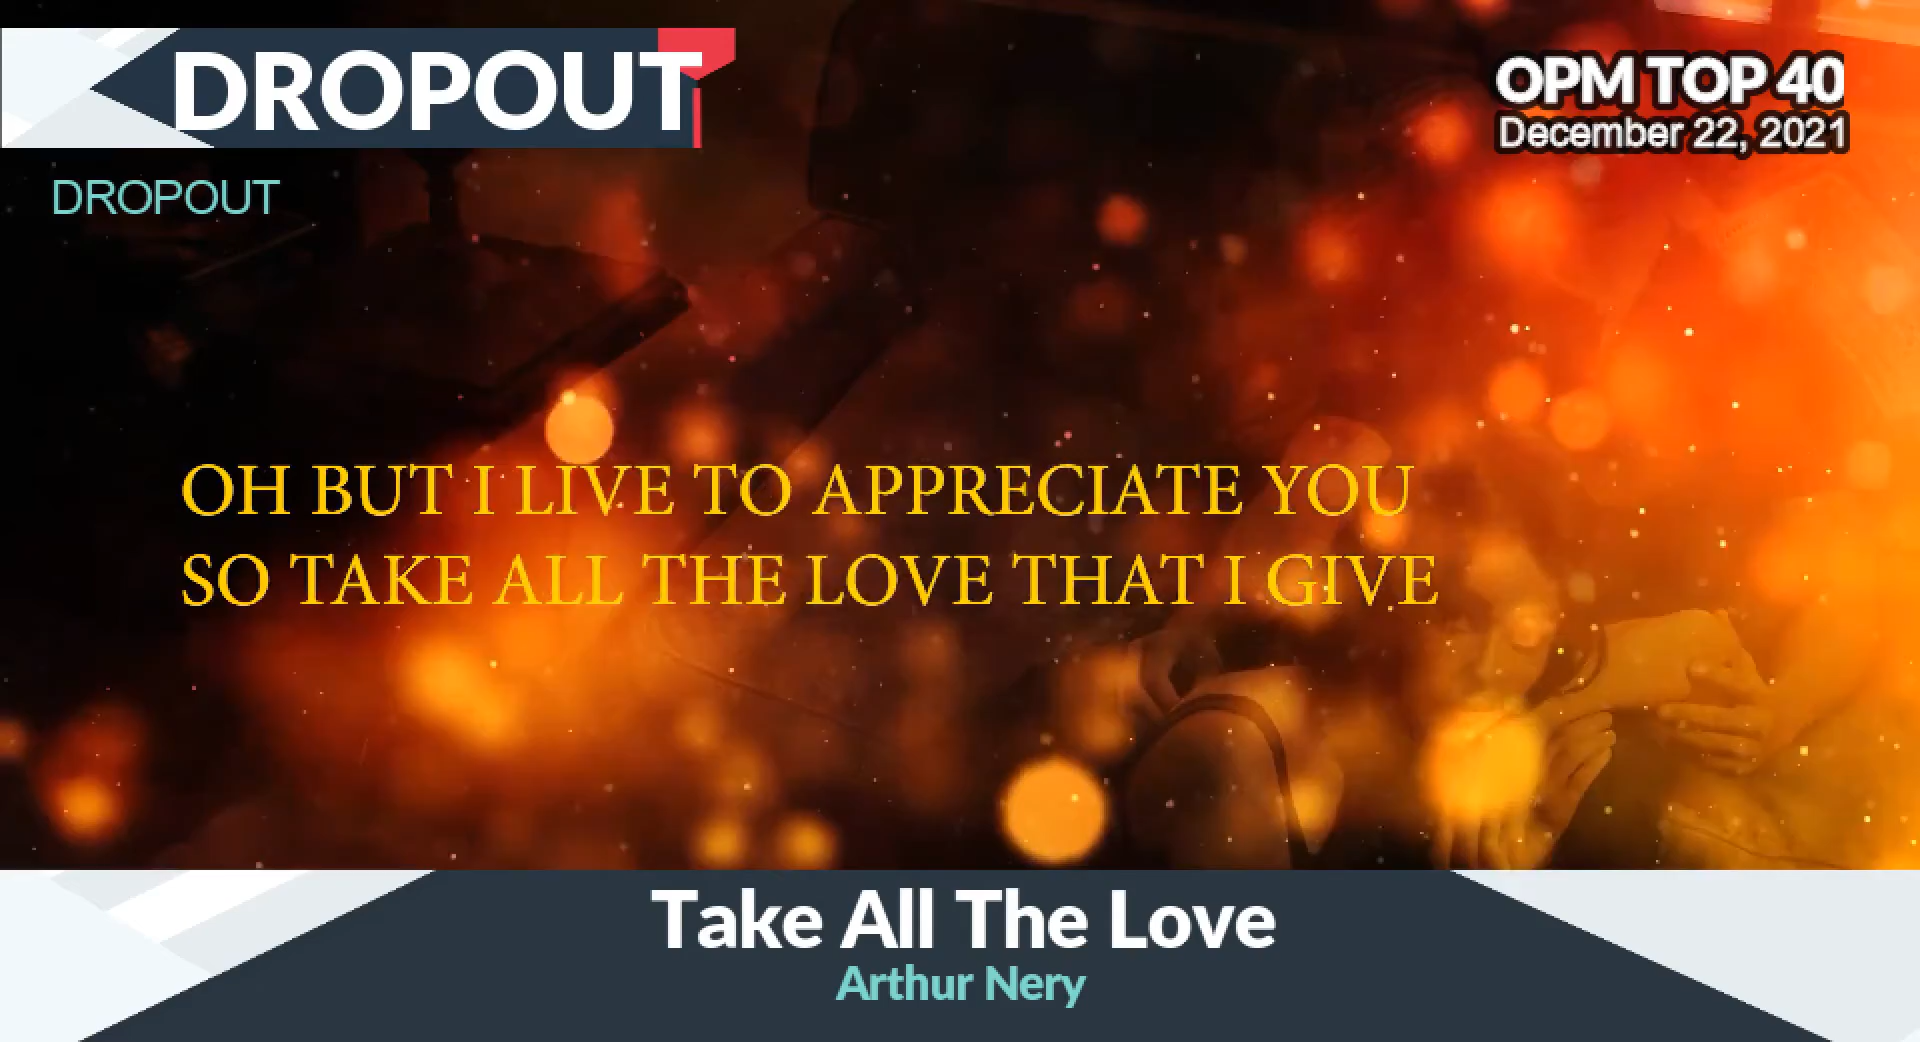 DROPOUT
OPM TOP 40
December 22, 2021
DROPOUT
OH BUT I LIVE TO APPRECIATE YOU
SO TAKE ALL THE LOVE THAT I GIVE
Take All The Love
Arthur Nery